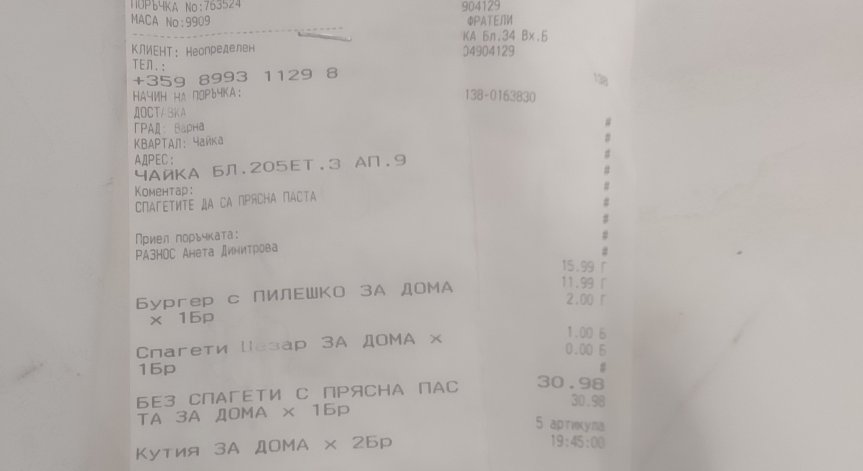 ПОРЪЧКА No:763524
МАСА No:9909
КЛИЕНТ: Неопределен
ТЕЛ.:
+359 8993 1129 8
НАЧИН НА ПОРЪЧКА:
ДОСТАВКА
ГРАД: Варна
КВАРТАЛ: Чайка
АДРЕС:
ЧАЙКА БЛ.205ЕТ.3 АП.9
Коментар:
СПАГЕТИТЕ ДА СА ПРЯСНА ПАСТА
Приел поръчката:
РАЗНОС Анета Димитрова
Бургер с ПИЛЕШКО ЗА ДОМА
x 1Бр
Спагети Цезар ЗА ДОМА x
1Бр
БЕЗ СПАГЕТИ С ПРЯСНА ПАС
ТА ЗА ДОМА x 1Бр
Кутия ЗА ДОМА x 2Бр
904129
ФРАТЕЛИ
КА Бл.34 Вх.Б
04904129
138
138-0163830
#
#
#
#
#
#
#
#
#
15.99 Г
11.99 Г
2.00 Г
1.00 Б
0.00 Б
#
30.98
30.98
5 артикула
19:45:00